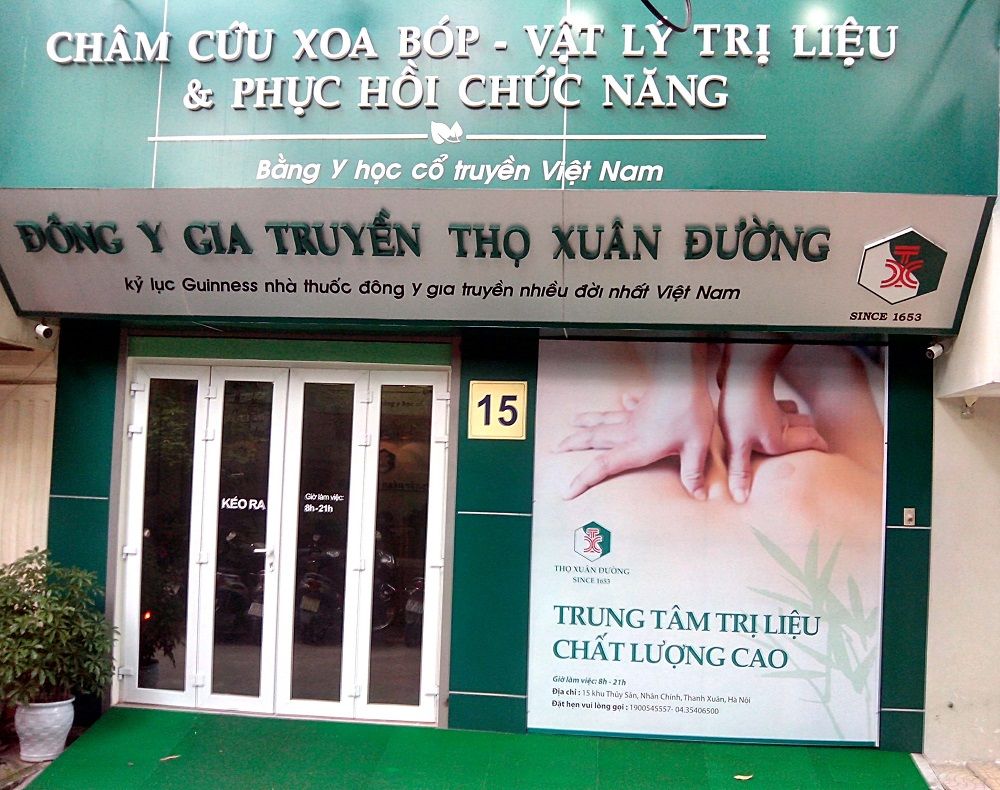 CHÂM CỨU XOA BÓP - VẬT LÝ TRỊ LIỆU
& PHỤC HỒI CHỨC NĂNG
Bằng Y học cổ truyền Việt Nam
ĐÔNG Y GIA TRUYỀN THỌ XUÂN ĐƯỜNG
kỷ lục Guinness nhà thuốc đông y gia truyền nhiều đời nhất Việt Nam
SINCE 1653
15
KÉO RA
Giờ làm việc:
8h-21h
THỌ XUÂN ĐƯỜNG
SINCE 1653
TRUNG TÂM TRỊ LIỆU
CHẤT LƯỢNG CAO
Giờ làm việc: 8h - 21h
Địa chỉ : 15 khu Thủy Sản, Nhân Chính, Thanh Xuân, Hà Nội
Đặt hẹn vui lòng gọi : 1900545557- 04.35406500